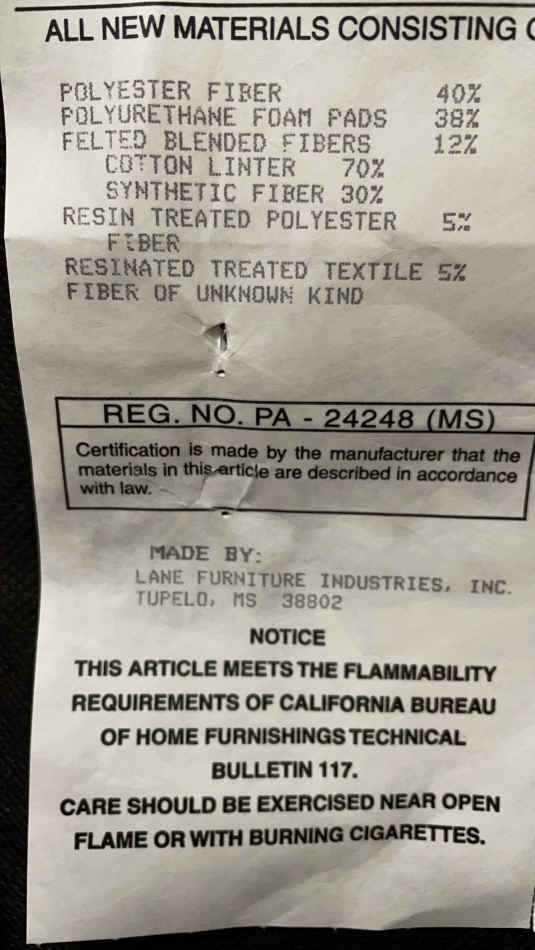 ALL NEW MATERIALS CONSISTING
POLYESTER FIBER 40%
POLYURETHANE FOAM PADS 38%
FELTED BLENDED FIBERS 12%
COTTON LINTER 70%
SYNTHETIC FIBER 30%
RESIN TREATED POLYESTER 5%
FIBER
RESINATED TREATED TEXTILE 5%
FIBER OF UNKNOWN KIND
REG. NO. PA - 24248 (MS)
Certification is made by the manufacturer that the
materials in this article are described in accordance
with law.
MADE BY:
LANE FURNITURE INDUSTRIES, INC.
TUPELO, MS 38802
NOTICE
THIS ARTICLE MEETS THE FLAMMABILITY
REQUIREMENTS OF CALIFORNIA BUREAU
OF HOME FURNISHINGS TECHNICAL
BULLETIN 117.
CARE SHOULD BE EXERCISED NEAR OPEN
FLAME OR WITH BURNING CIGARETTES.